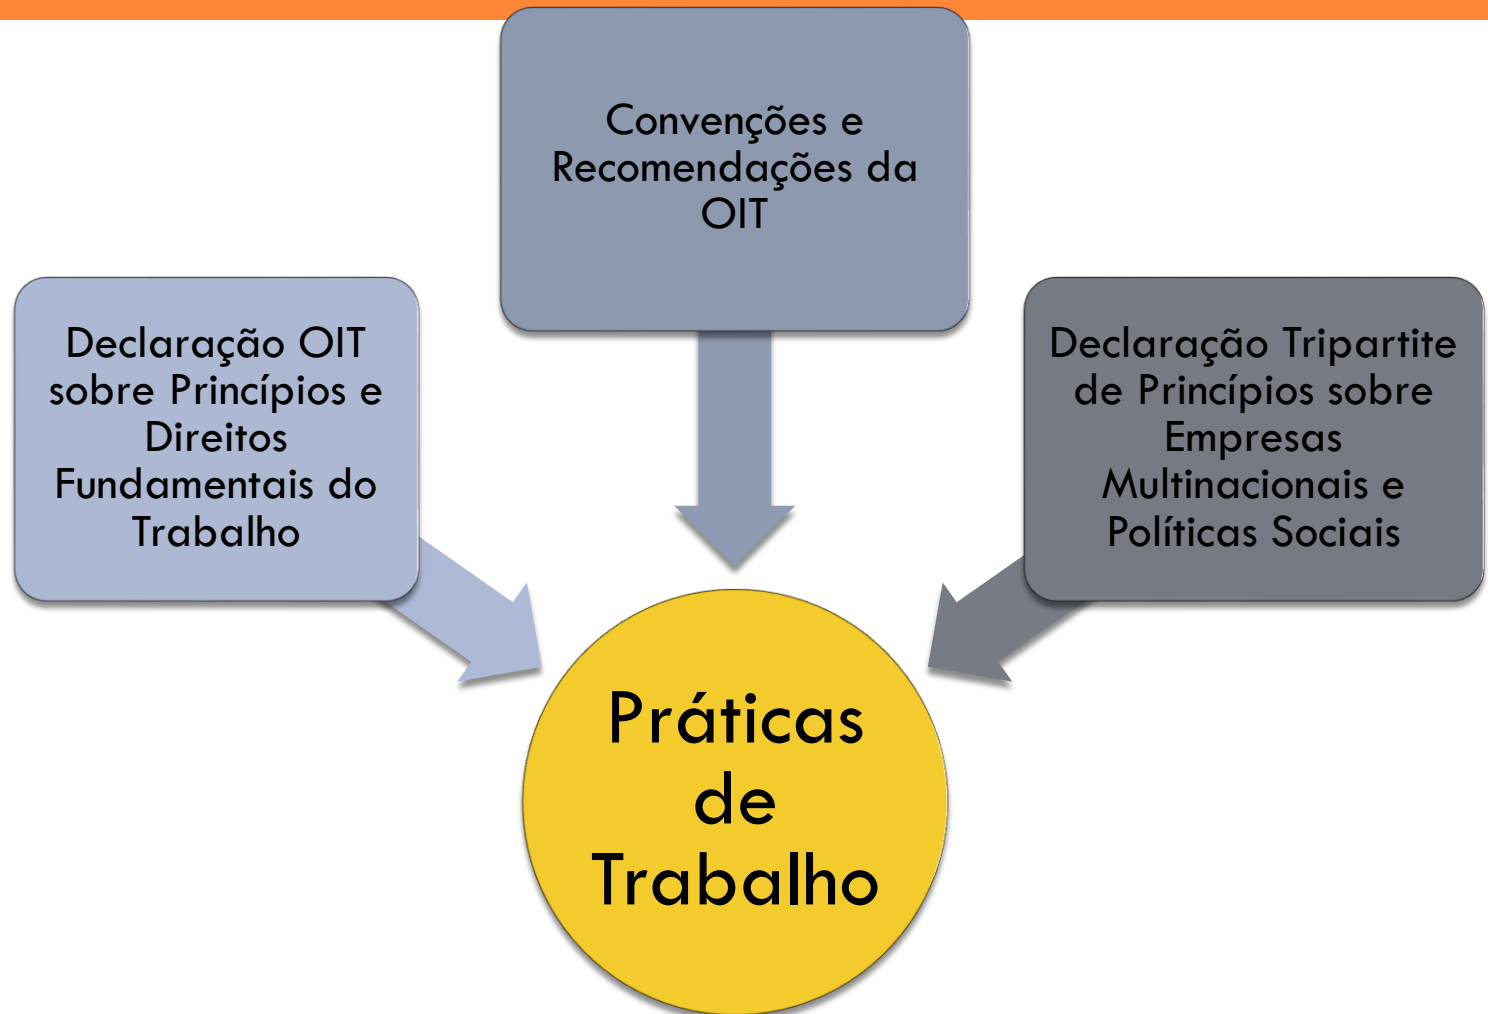 Convenções e
Recomendações da
OIT
Declaração OIT
sobre Princípios e
Direitos
Fundamentais do
Trabalho
Declaração Tripartite
de Princípios sobre
Empresas
Multinacionais e
Políticas Sociais
Práticas
de
Trabalho